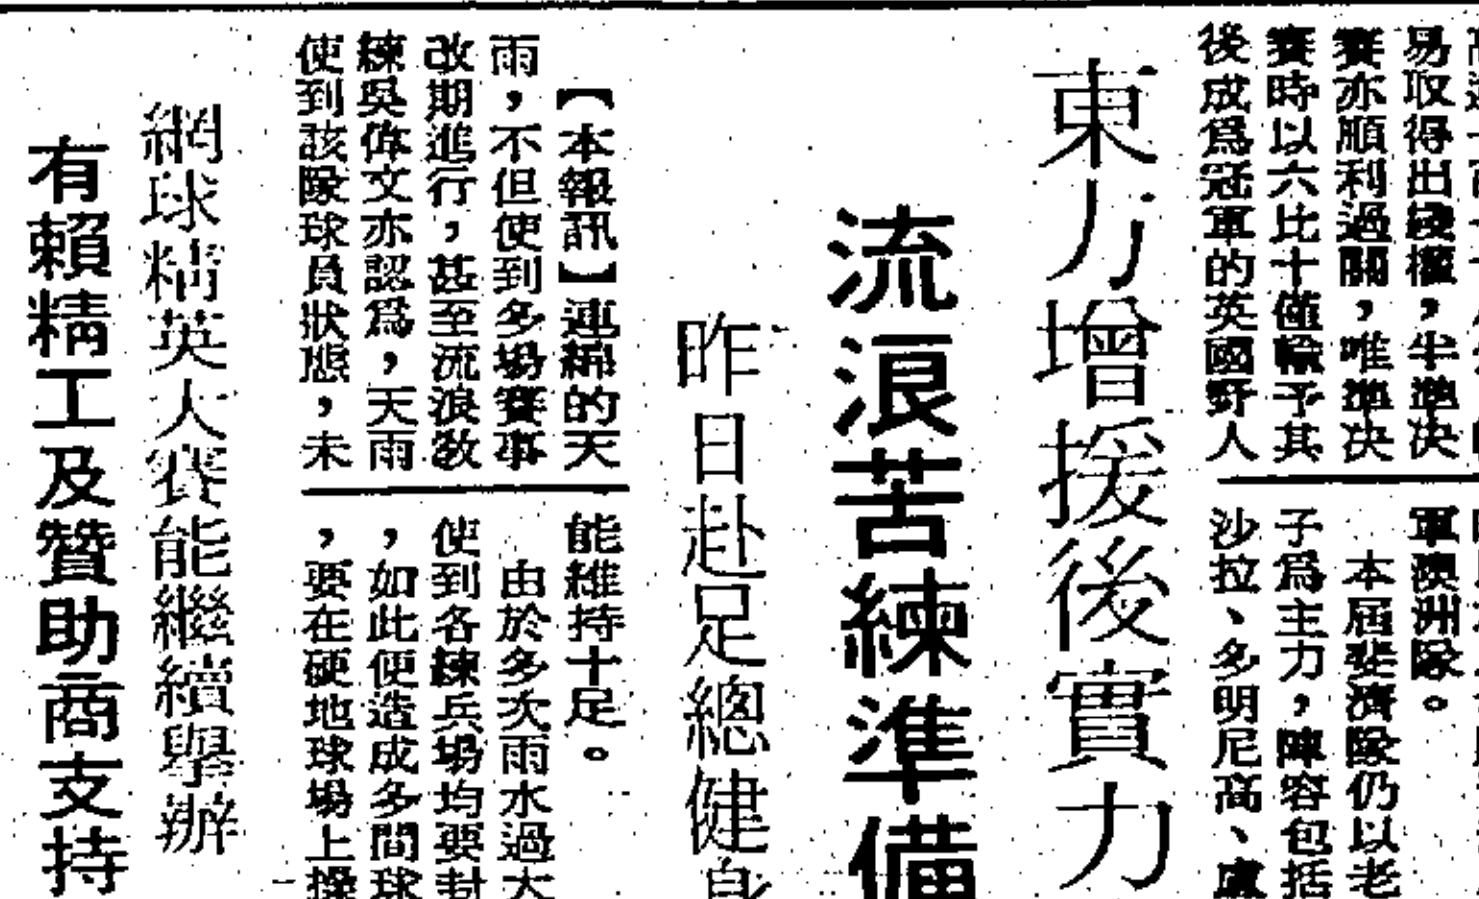 易取得出綫權，半準決
賽亦順利過關，唯準決
賽時以六比十僅輸予其
後成爲冠軍的英國野人
軍澳洲隊。
本屆斐濟隊仍以老
子爲主力，陣容包括
沙拉、多明尼高、盧
東方增援後實力
流浪苦練準備
昨日赴足總健身
【本報訊】連綿的天
雨，不但使到多場賽事
改期進行，甚至流浪敎
練吳偉文亦認爲，天雨
使到該隊球員狀態，未
能維持十足。
由於多次雨水過大
使到各練兵場均要封
，如此便造成多間球
，要在硬地球場上操
網球精英人賽能繼續舉辦
有賴精工及贊助商支持